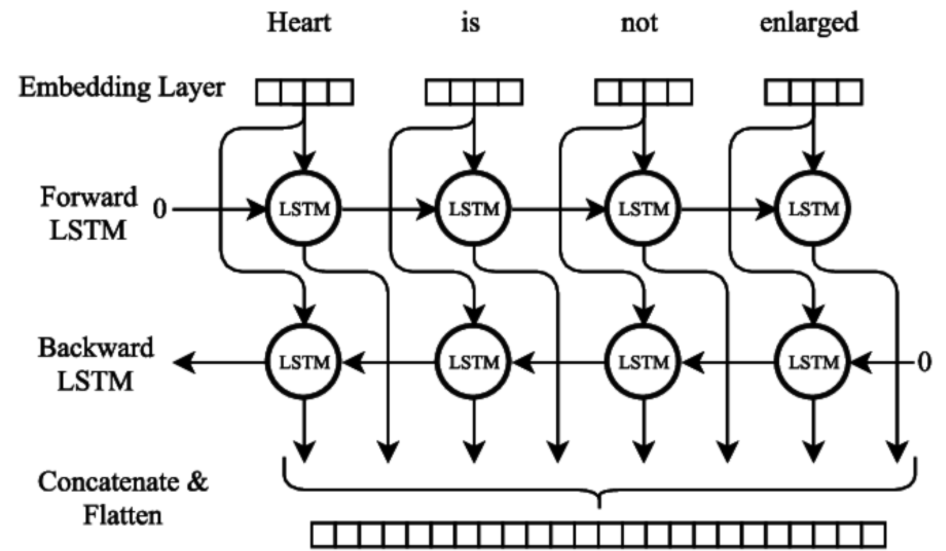 Heart is not enlarged
Embedding Layer
Forward
LSTM
0
LSTM LSTM LSTM LSTM
Backward
LSTM
LSTM LSTM LSTM LSTM
0
Concatenate &
Flatten